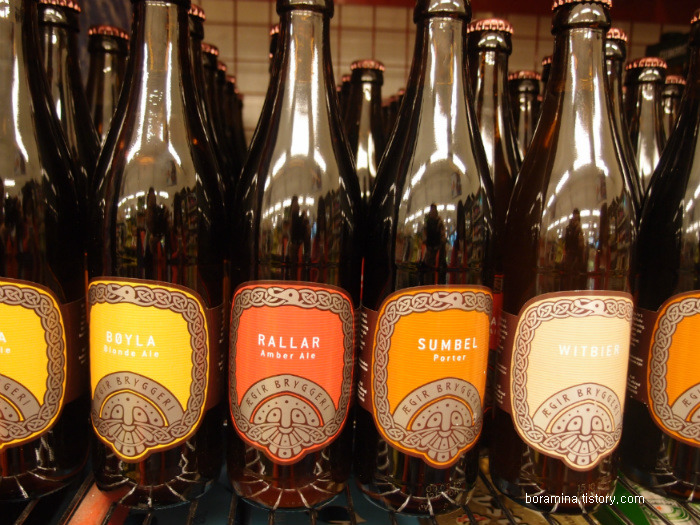 BØYLA
Blonde Ale
ÆGIR BRYGGERI
RALLAR
Amber Ale
ÆGIR BRYGGERI
SUMBEL
Porter
ÆGIR BRYGGERI
WITBIER
ÆGIR BRYGGERI
boramina.tistory.com